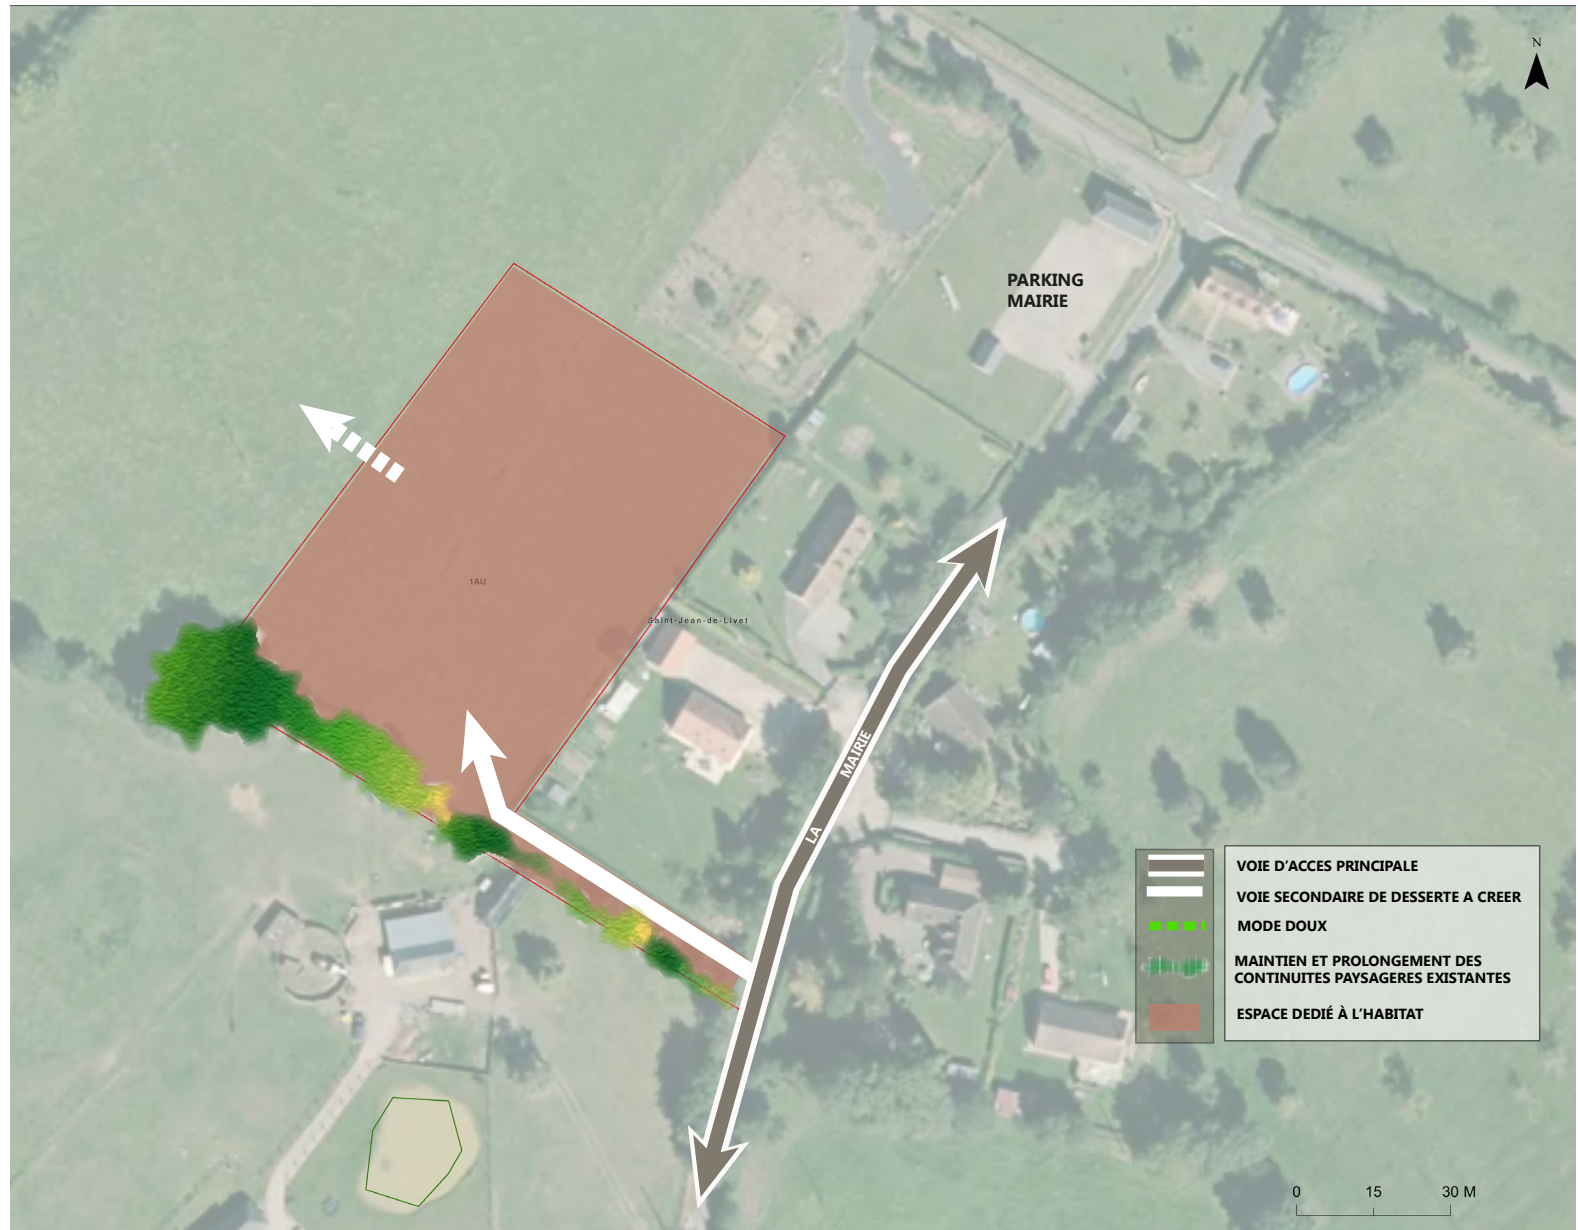 N
PARKING
MAIRIE
1AU
Saint-Jean-de-Livet
LA MAIRIE
VOIE D'ACCES PRINCIPALE
VOIE SECONDAIRE DE DESSERTE A CREER
MODE DOUX
MAINTIEN ET PROLONGEMENT DES
CONTINUITES PAYSAGERES EXISTANTES
ESPACE DEDIÉ À L'HABITAT
0 15 30 M